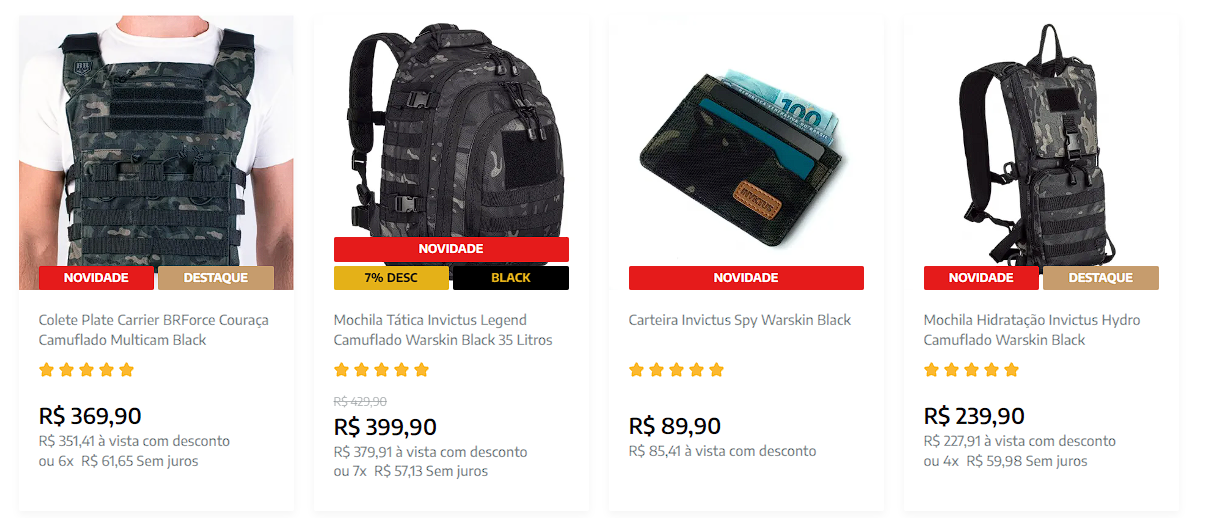 NOVIDADE
DESTAQUE
Colete Plate Carrier BRForce Couraça
Camuflado Multicam Black
R$ 369,90
R$ 351,41 à vista com desconto
ou 6x R$ 61,65 Sem juros
NOVIDADE
7% DESC
BLACK
Mochila Tática Invictus Legend
Camuflado Warskin Black 35 Litros
R$ 429,90
R$ 399,90
R$ 379,91 à vista com desconto
ou 7x R$ 57,13 Sem juros
100
INVICTUS
NOVIDADE
Carteira Invictus Spy Warskin Black
R$ 89,90
R$ 85,41 à vista com desconto
NOVIDADE
DESTAQUE
Mochila Hidratação Invictus Hydro
Camuflado Warskin Black
R$ 239,90
R$ 227,91 à vista com desconto
ou 4x R$ 59,98 Sem juros